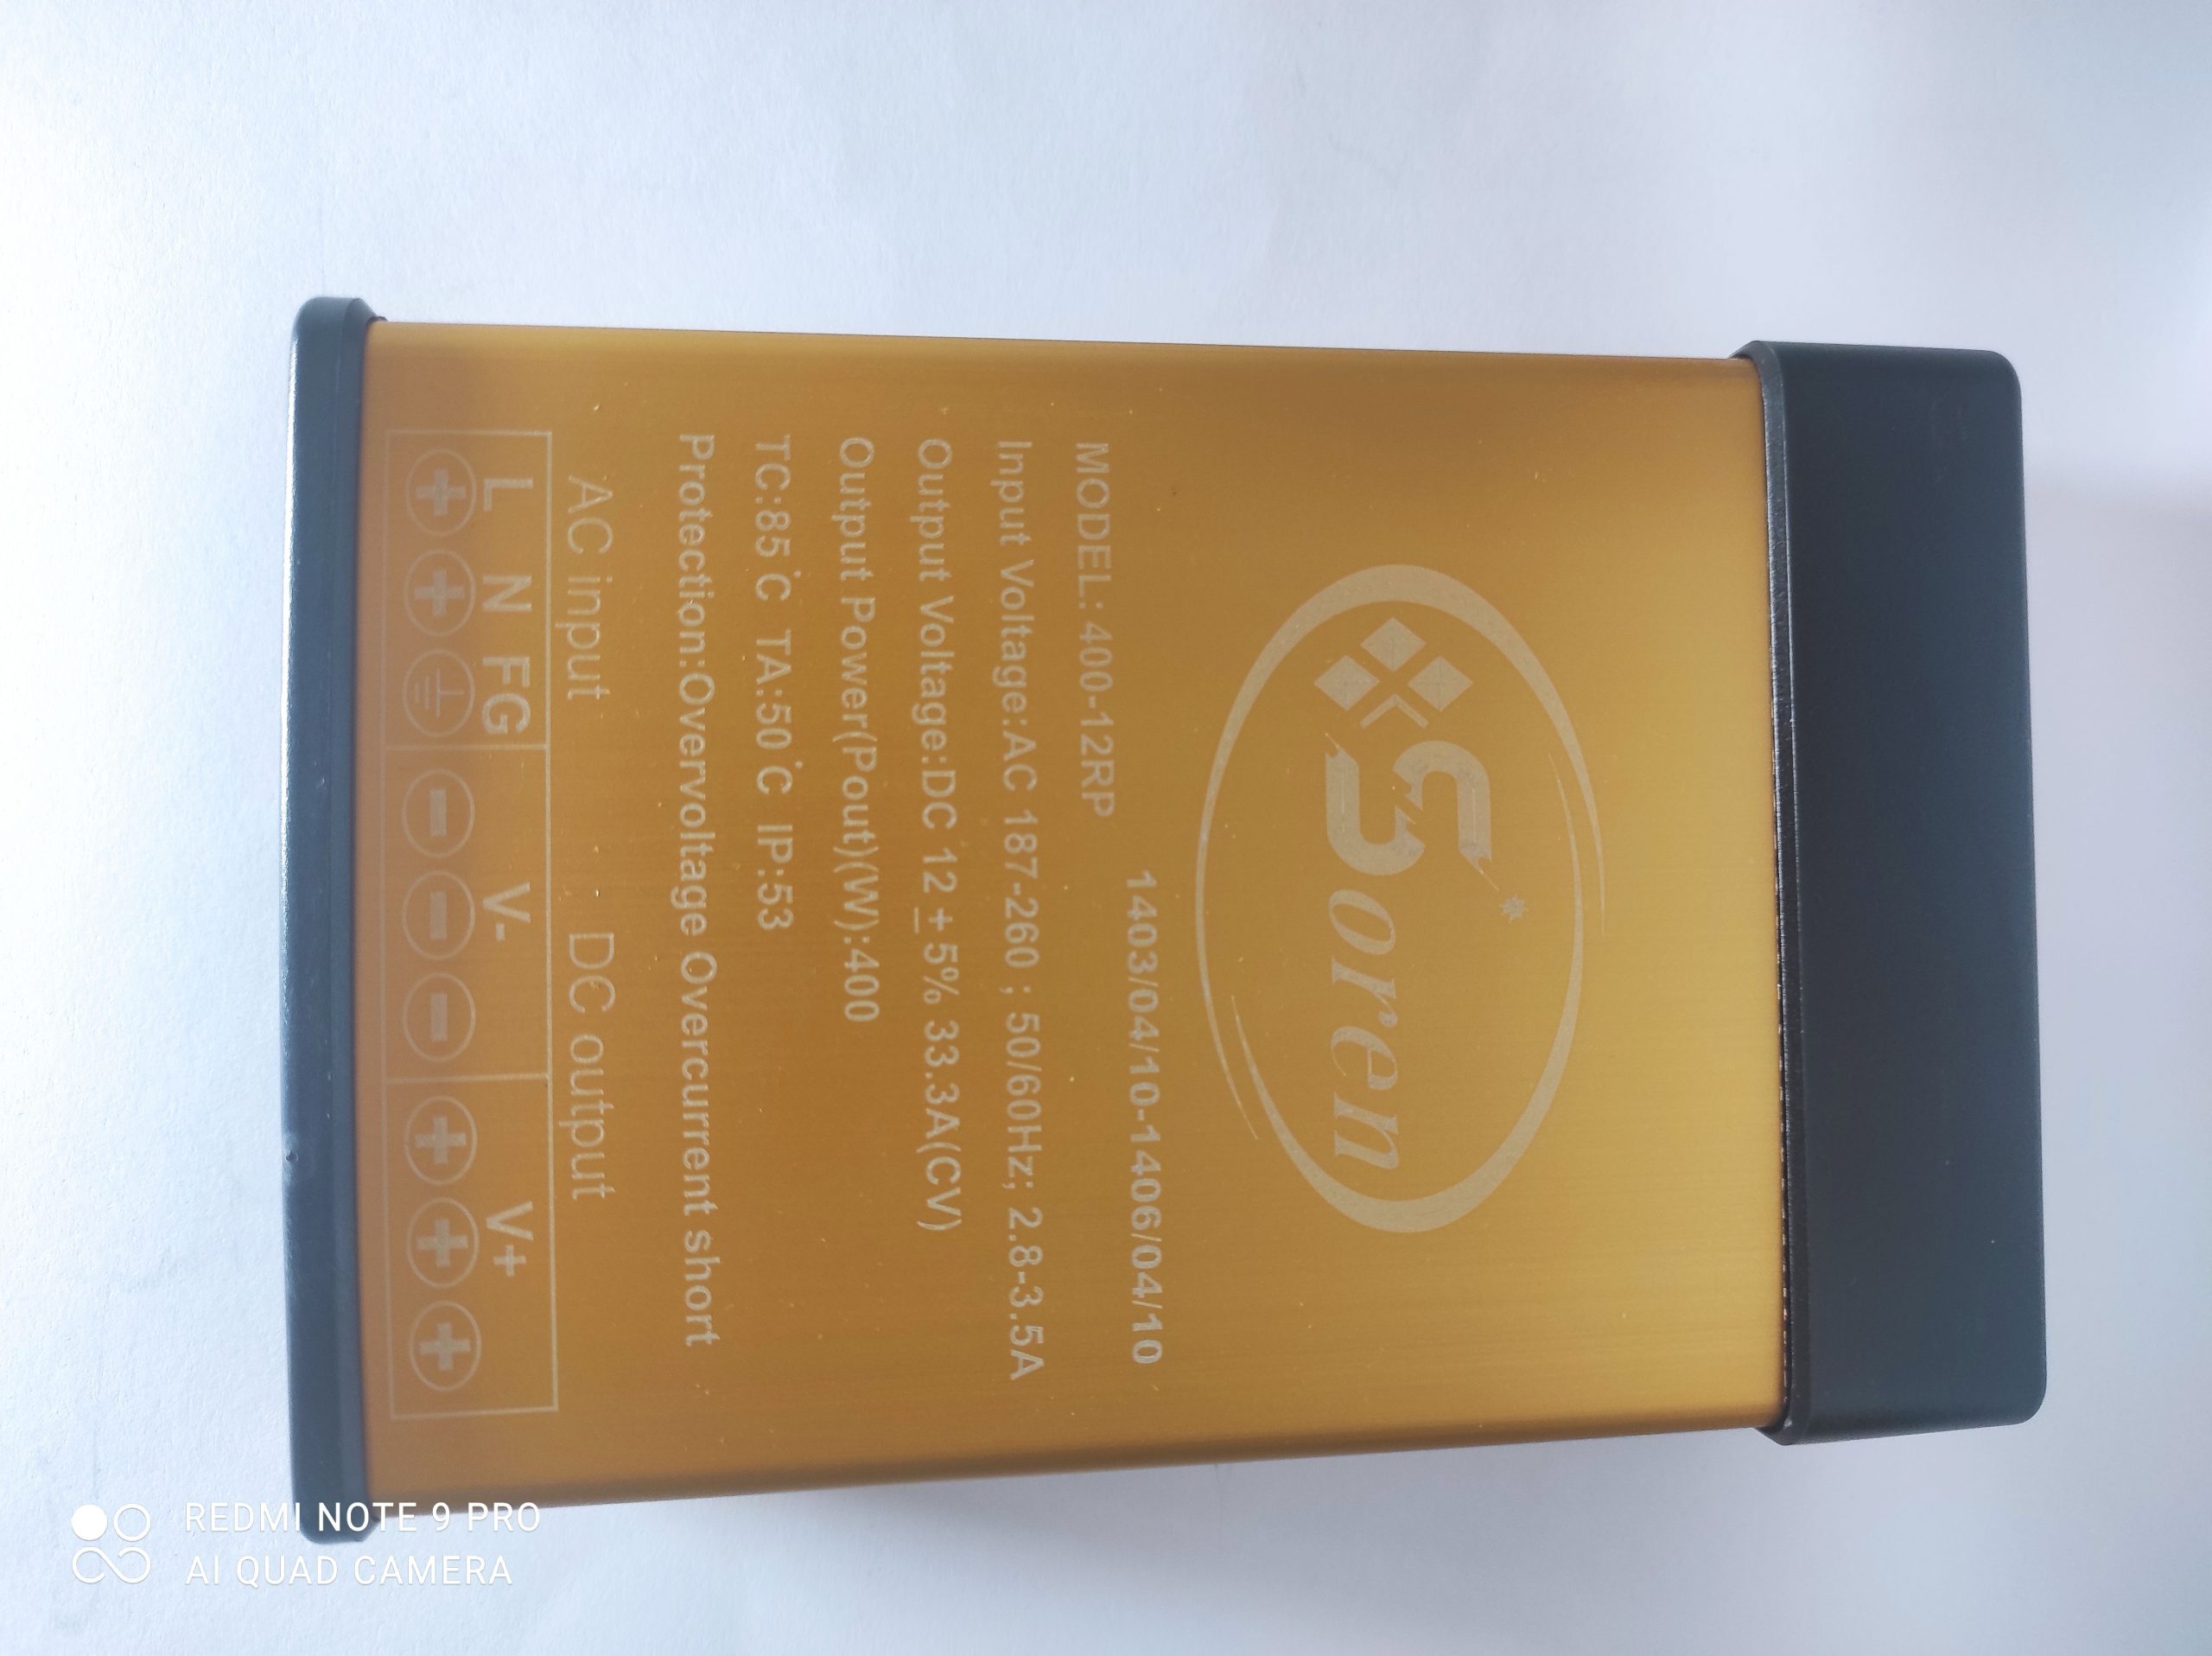 Soren
1403/04/10-1406/04/10
MODEL: 400-12RP
Input Voltage:AC 187-260 ; 50/60Hz; 2.8-3.5A
Output Voltage:DC 12 ± 5% 33.3A(CV)
Output Power(Pout)(W):400
TC:85°C TA:50°C IP:53
Protection:Overvoltage Overcurrent short
AC input DC output
L N FG V- V+
REDMI NOTE 9 PRO
AI QUAD CAMERA